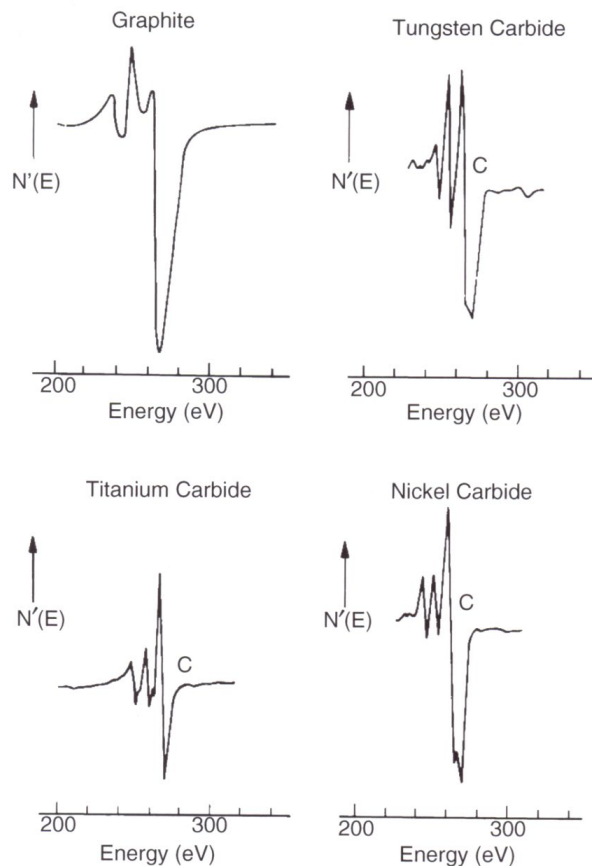 Graphite
N'(E)
200 300
Energy (eV)
Tungsten Carbide
N′(E)
C
200 300
Energy (eV)
Titanium Carbide
N′(E)
C
200 300
Energy (eV)
Nickel Carbide
N′(E)
C
200 300
Energy (eV)